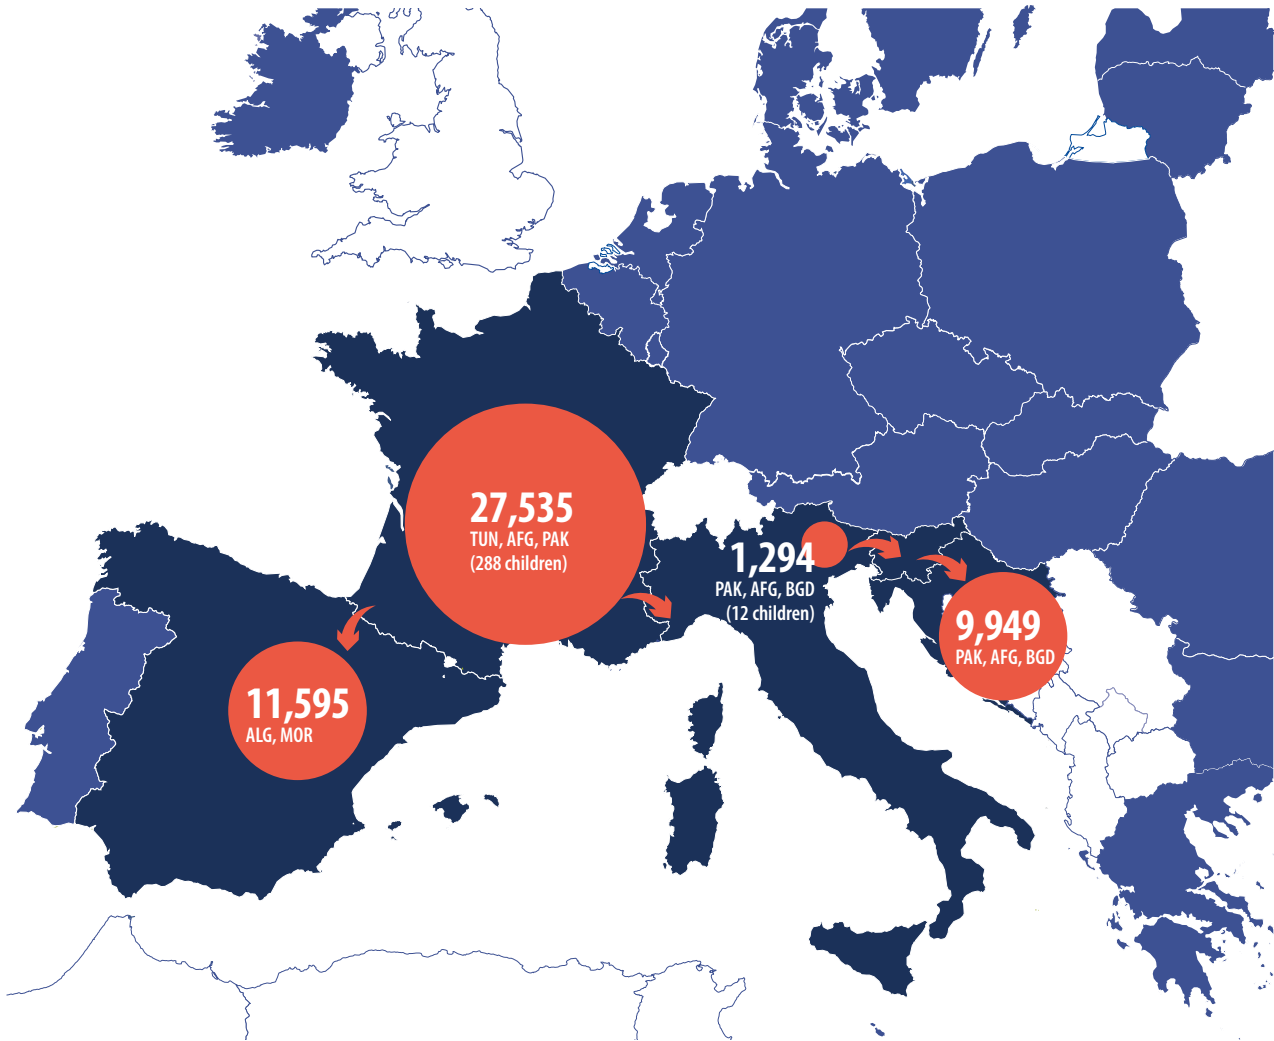 27,535
TUN, AFG, PAK
(288 children)
1,294
PAK, AFG, BGD
(12 children)
9,949
PAK, AFG, BGD
11,595
ALG, MOR